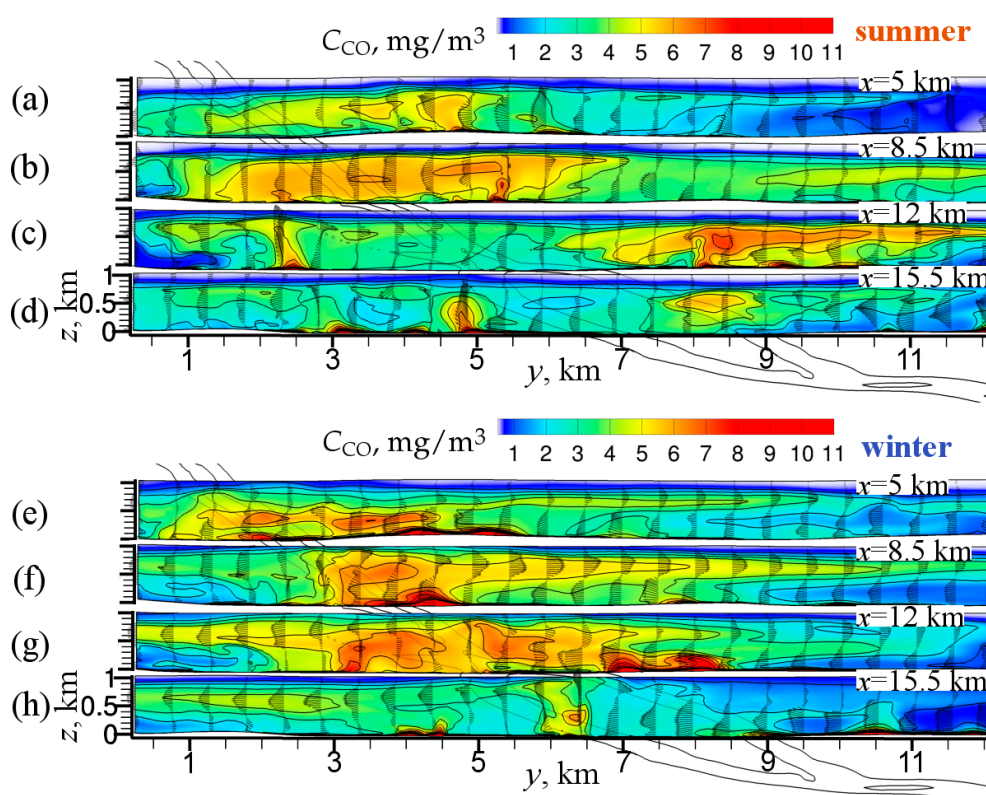 C_CO, mg/m³ 1 2 3 4 5 6 7 8 9 10 11 summer
(a) x=5 km
(b) x=8.5 km
(c) x=12 km
(d) x=15.5 km
z, km 1 0.5 0
1 3 5 7 9 11
y, km
C_CO, mg/m³ 1 2 3 4 5 6 7 8 9 10 11 winter
(e) x=5 km
(f) x=8.5 km
(g) x=12 km
(h) x=15.5 km
z, km 1 0.5 0
1 3 5 7 9 11
y, km